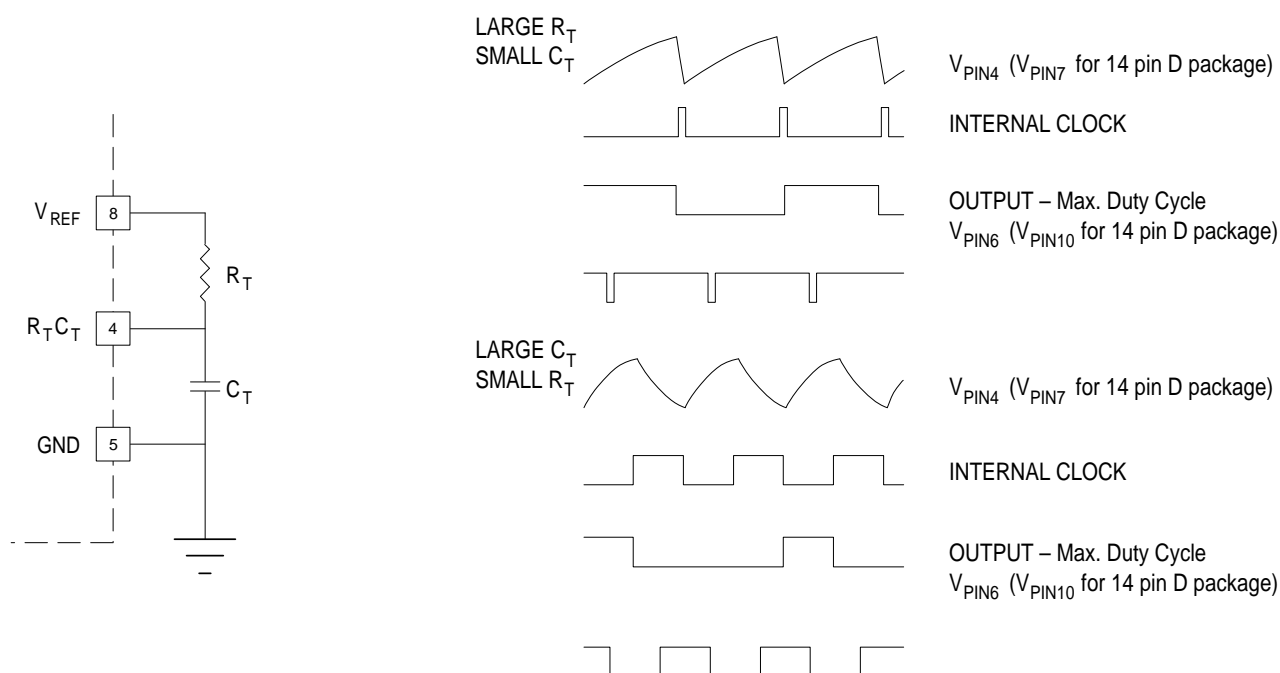 V_REF 8
R_T
R_TC_T 4
C_T
GND 5
LARGE R_T
SMALL C_T
V_PIN4 (V_PIN7 for 14 pin D package)
INTERNAL CLOCK
OUTPUT – Max. Duty Cycle
V_PIN6 (V_PIN10 for 14 pin D package)
LARGE C_T
SMALL R_T
V_PIN4 (V_PIN7 for 14 pin D package)
INTERNAL CLOCK
OUTPUT – Max. Duty Cycle
V_PIN6 (V_PIN10 for 14 pin D package)